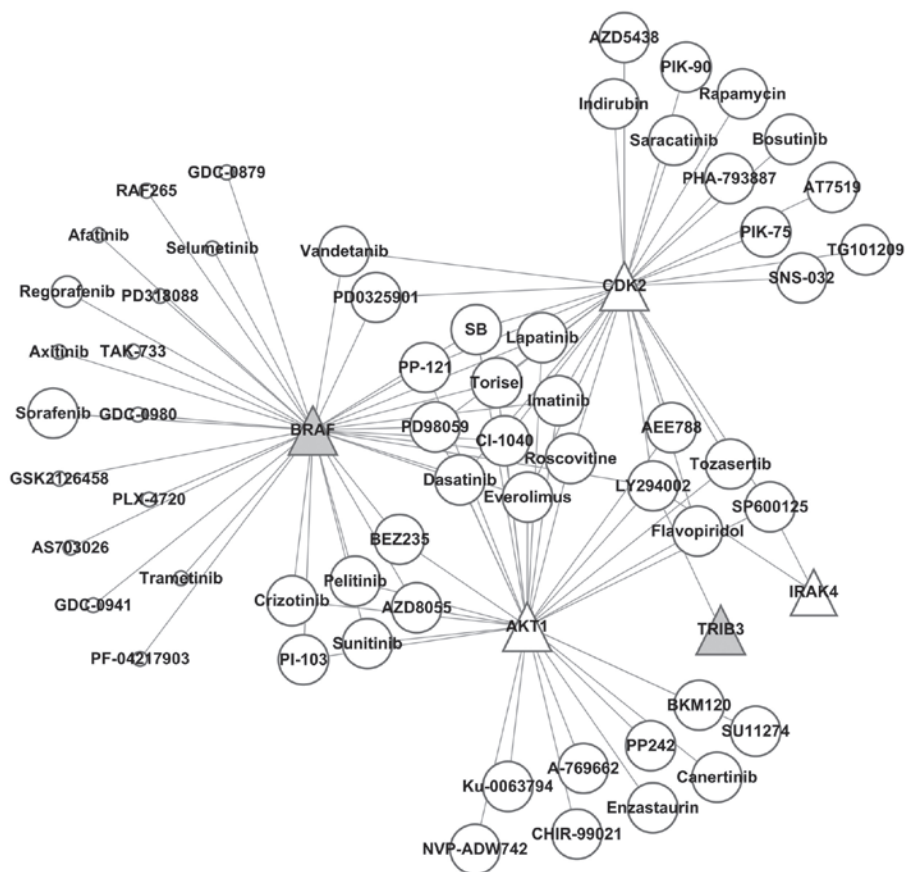 AZD5438
PIK-90
Indirubin
Rapamycin
Saracatinib
Bosutinib
GDC-0879
PHA-793887
RAF265
AT7519
Afatinib
Selumetinib
PIK-75
Vandetanib
TG101209
SNS-032
CDK2
Regorafenib
PD318088
PD0325901
SB
Lapatinib
Axitinib
TAK-733
PP-121
Torisel
Imatinib
Sorafenib
GDC-0980
BRAF
PD98059
CI-1040
AEE788
Roscovitine
Tozasertib
GSK2126458
Dasatinib
LY294002
PLX-4720
Everolimus
SP600125
Flavopiridol
AS703026
BEZ235
Trametinib
Pelitinib
IRAK4
GDC-0941
Crizotinib
AZD8055
AKT1
TRIB3
Sunitinib
PF-04217903
PI-103
BKM120
SU11274
PP242
A-769662
Canertinib
Ku-0063794
Enzastaurin
CHIR-99021
NVP-ADW742